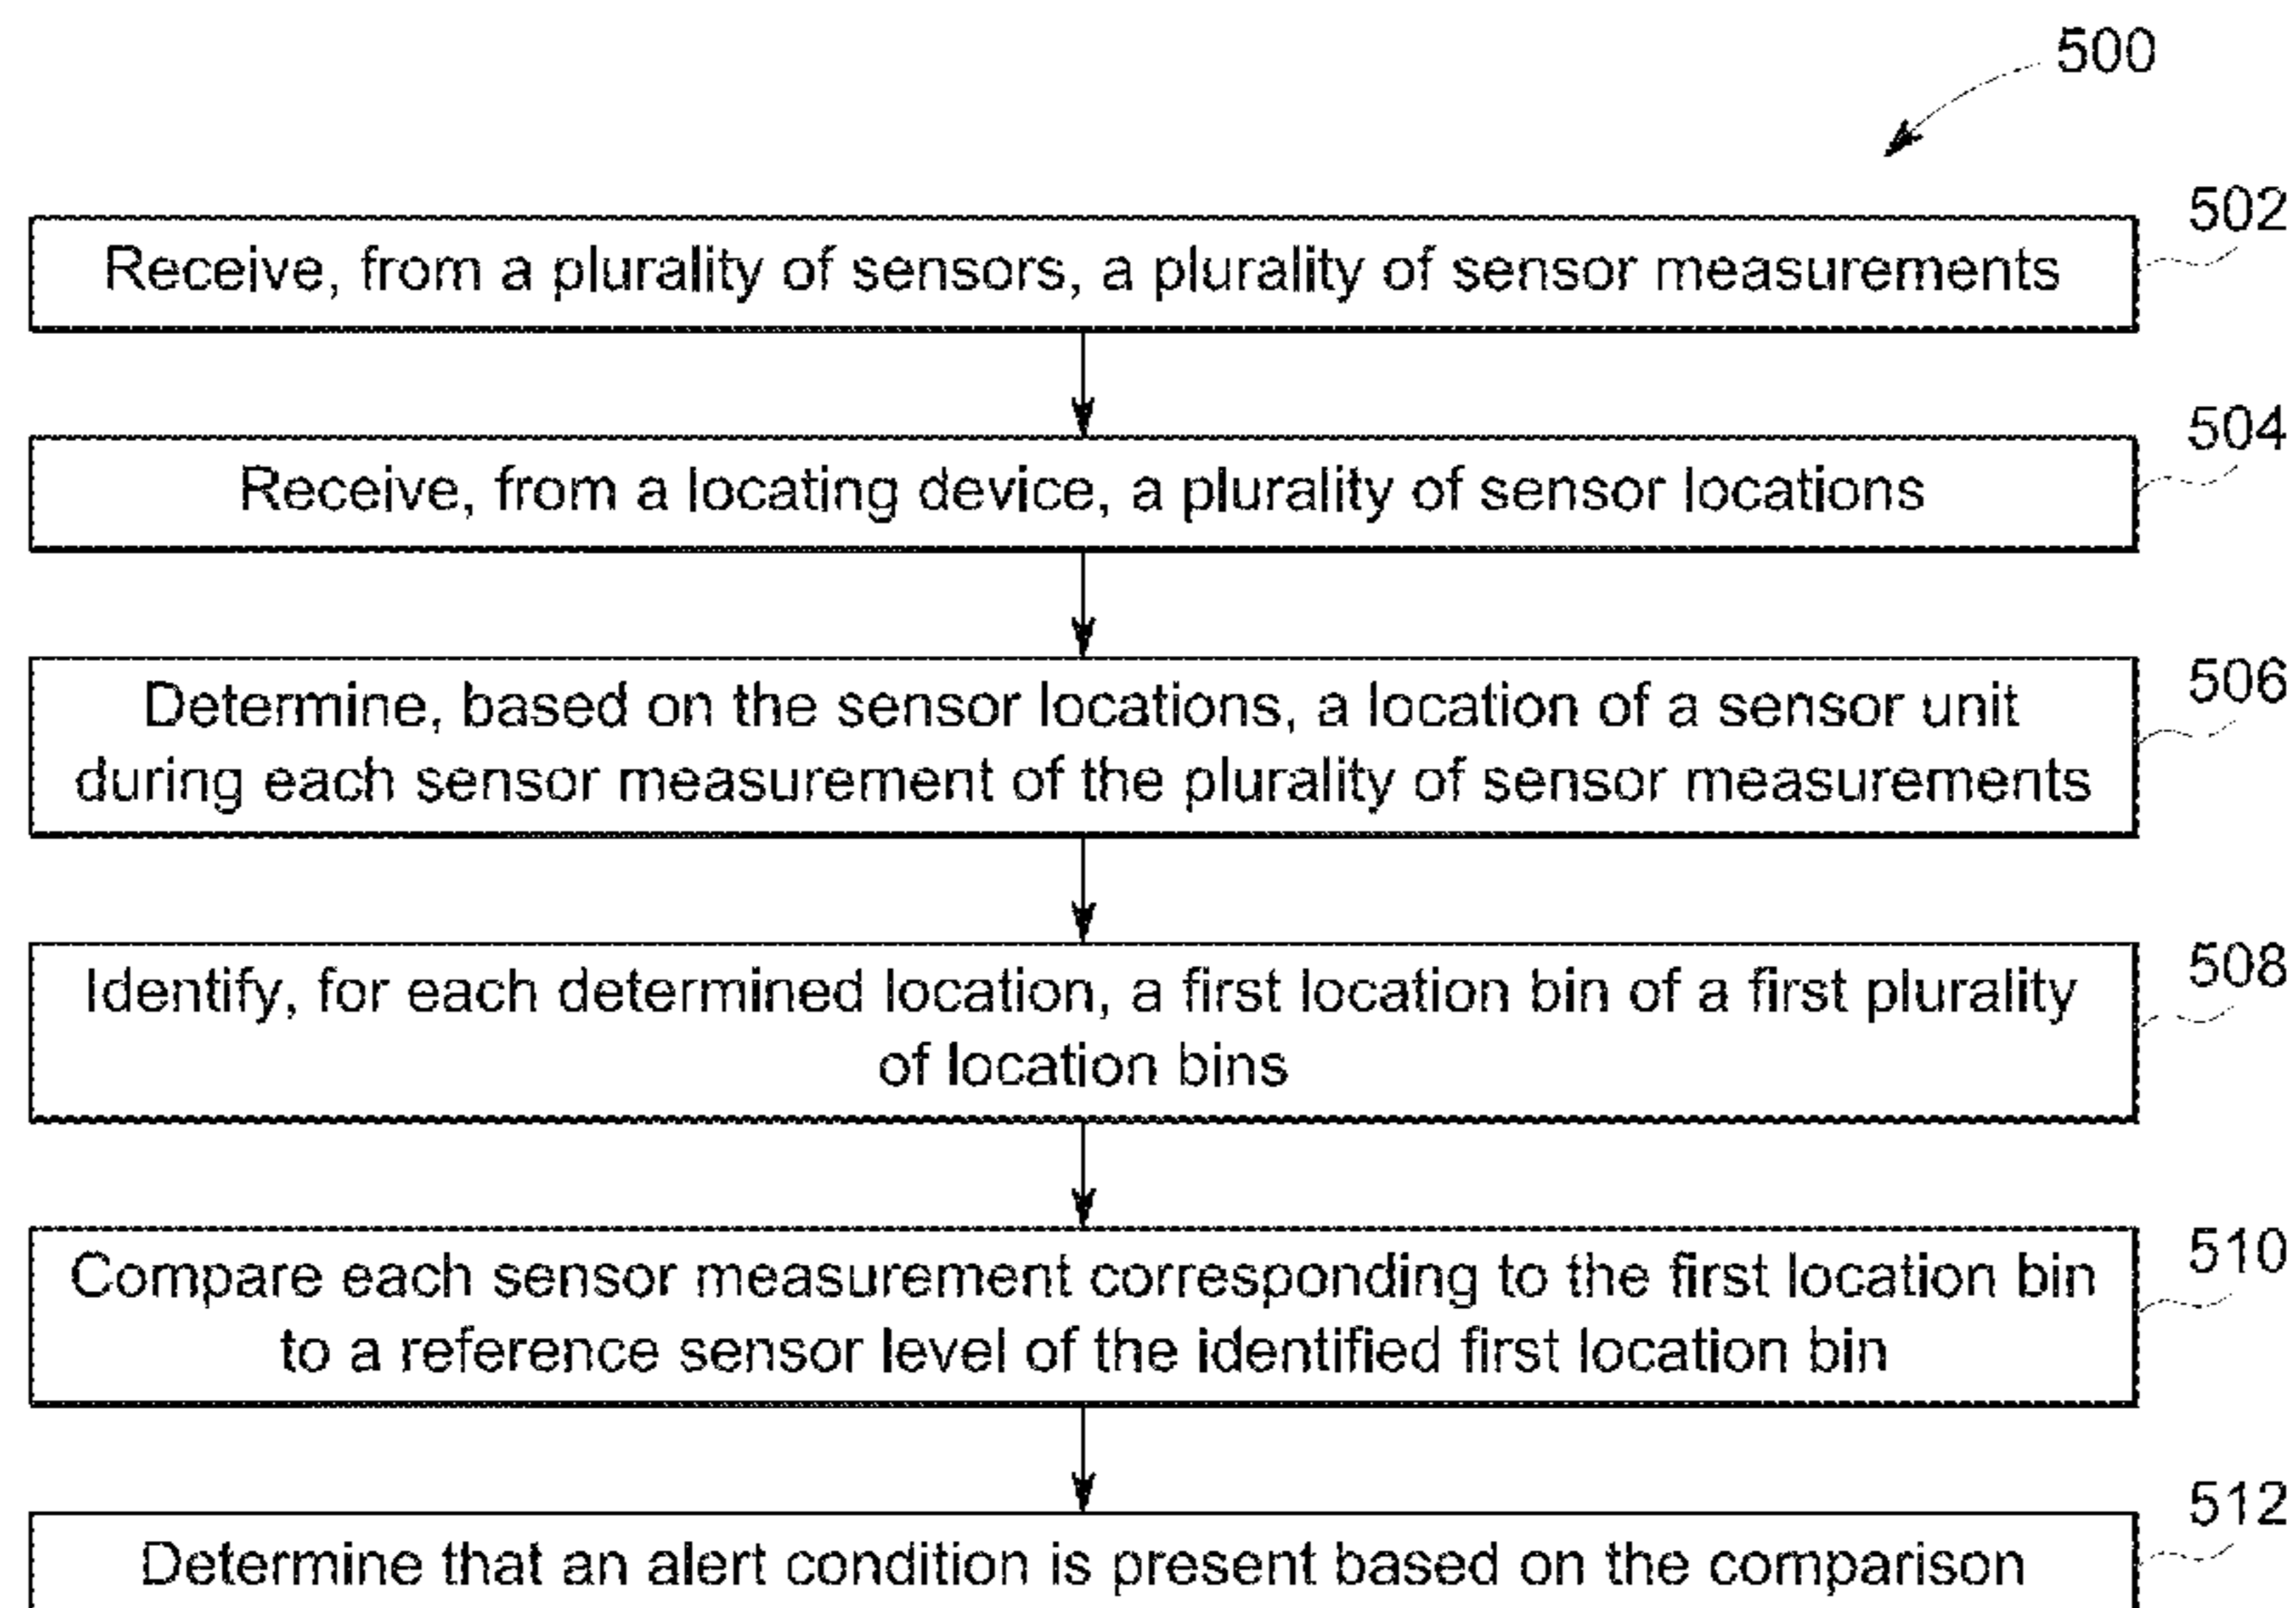 500
502
Receive, from a plurality of sensors, a plurality of sensor measurements
504
Receive, from a locating device, a plurality of sensor locations
506
Determine, based on the sensor locations, a location of a sensor unit
during each sensor measurement of the plurality of sensor measurements
508
Identify, for each determined location, a first location bin of a first plurality
of location bins
510
Compare each sensor measurement corresponding to the first location bin
to a reference sensor level of the identified first location bin
512
Determine that an alert condition is present based on the comparison